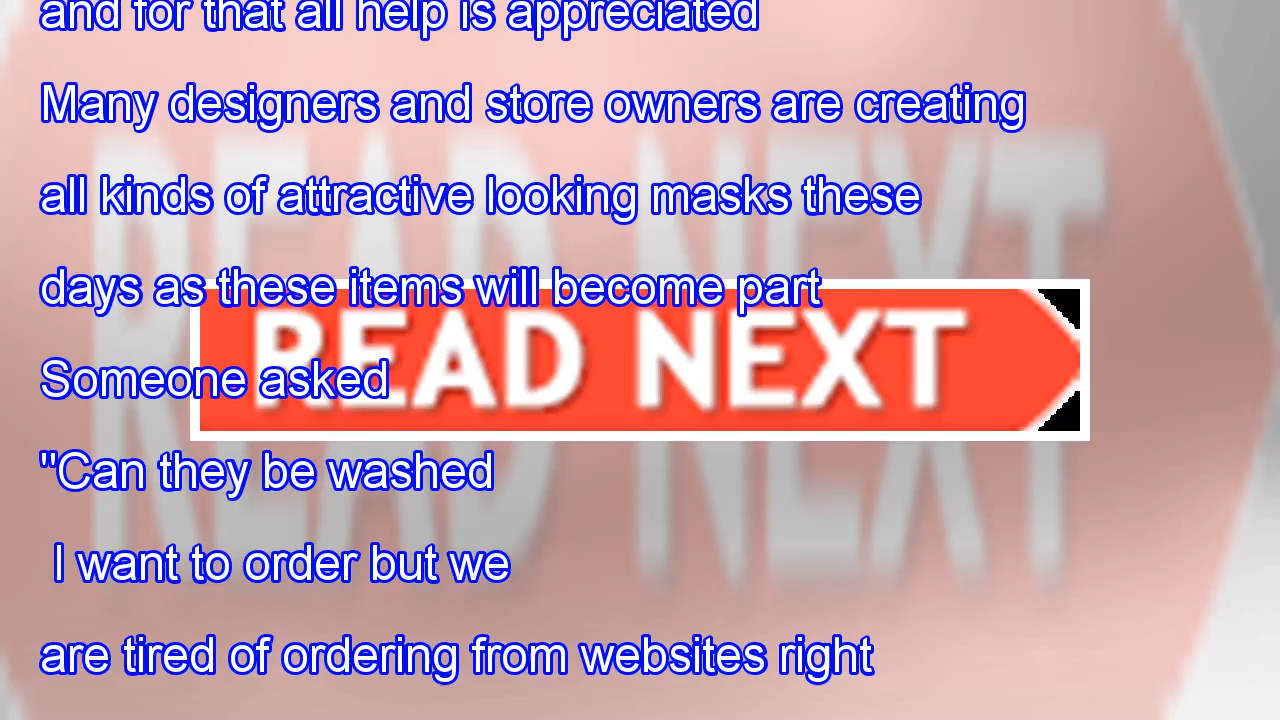 and for that all help is appreciated
Many designers and store owners are creating
all kinds of attractive looking masks these
days as these items will become part
READ NEXT
Someone asked
"Can they be washed
I want to order but we
are tired of ordering from websites right
READ NEXT